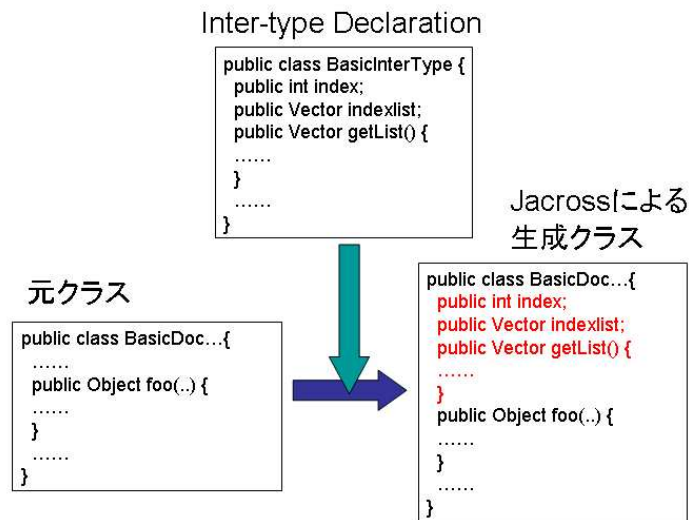 Inter-type Declaration
public class BasicInterType {
public int index;
public Vector indexlist;
public Vector getList() {
......
}
......
}
元クラス
public class BasicDoc...{
......
public Object foo(..) {
......
}
......
}
Jacrossによる
生成クラス
public class BasicDoc...{
public int index;
public Vector indexlist;
public Vector getList() {
......
}
public Object foo(..) {
......
}
......
}